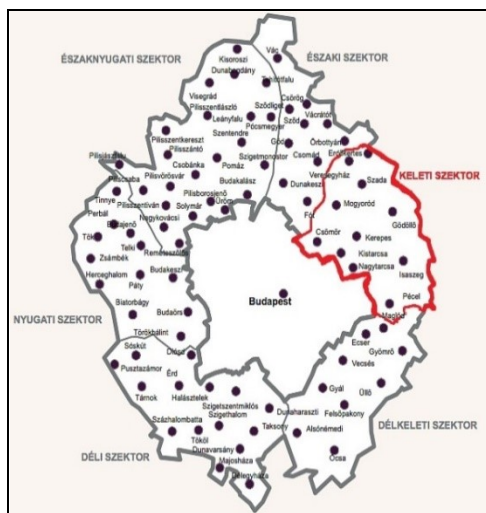 ÉSZAKNYUGATI SZEKTOR
ÉSZAKI SZEKTOR
Kisoroszi
Vác
Dunabogdány
Tahitótfalu
Visegrád
Pilisszentlászló
Leányfalu
Sződliget
Csörög
Vácrátót
Pócsmegyer
Sződ
Pilisszentkereszt
Szentendre
Göd
Őrbottyán
Pilisszántó
Erdőkertes
Csobánka
Pomáz
Szigetmonostor
Csomád
Veresegyház
KELETI SZEKTOR
Piliscsaba
Pilisvörösvár
Budakalász
Dunakeszi
Szada
Tinnye
Pilisszentiván
Pilisborosjenő
Üröm
Perbál
Solymár
Fót
Mogyoród
Gödöllő
Nagykovácsi
Budajenő
Tök
Telki
Remeteszőlős
Csömör
Kerepes
Zsámbék
Kistarcsa
Isaszeg
Herceghalom
Páty
Budakeszi
Nagytarcsa
Budapest
Pécel
Biatorbágy
Budaörs
Maglód
NYUGATI SZEKTOR
Törökbálint
Sóskút
Diósd
Ecser
Gyömrő
Pusztazámor
Érd
Vecsés
Tárnok
Halásztelek
Szigetszentmiklós
Gyál
Üllő
Százhalombatta
Szigethalom
Dunaharaszti
Felsőpakony
Tököl
Taksony
Alsónémedi
DÉLKELETI SZEKTOR
Dunavarsány
DÉLI SZEKTOR
Majosháza
Ócsa
Délegyháza